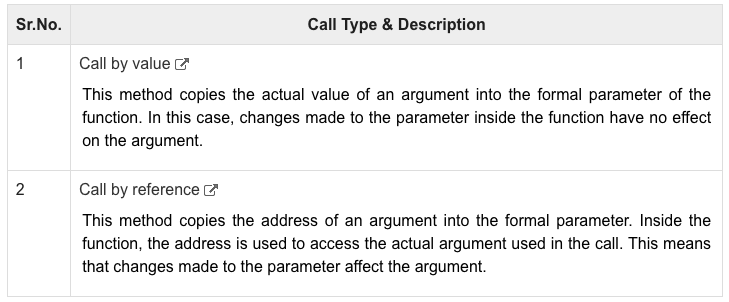 Sr.No. Call Type & Description
1 Call by value
This method copies the actual value of an argument into the formal parameter of the
function. In this case, changes made to the parameter inside the function have no effect
on the argument.
2 Call by reference
This method copies the address of an argument into the formal parameter. Inside the
function, the address is used to access the actual argument used in the call. This means
that changes made to the parameter affect the argument.